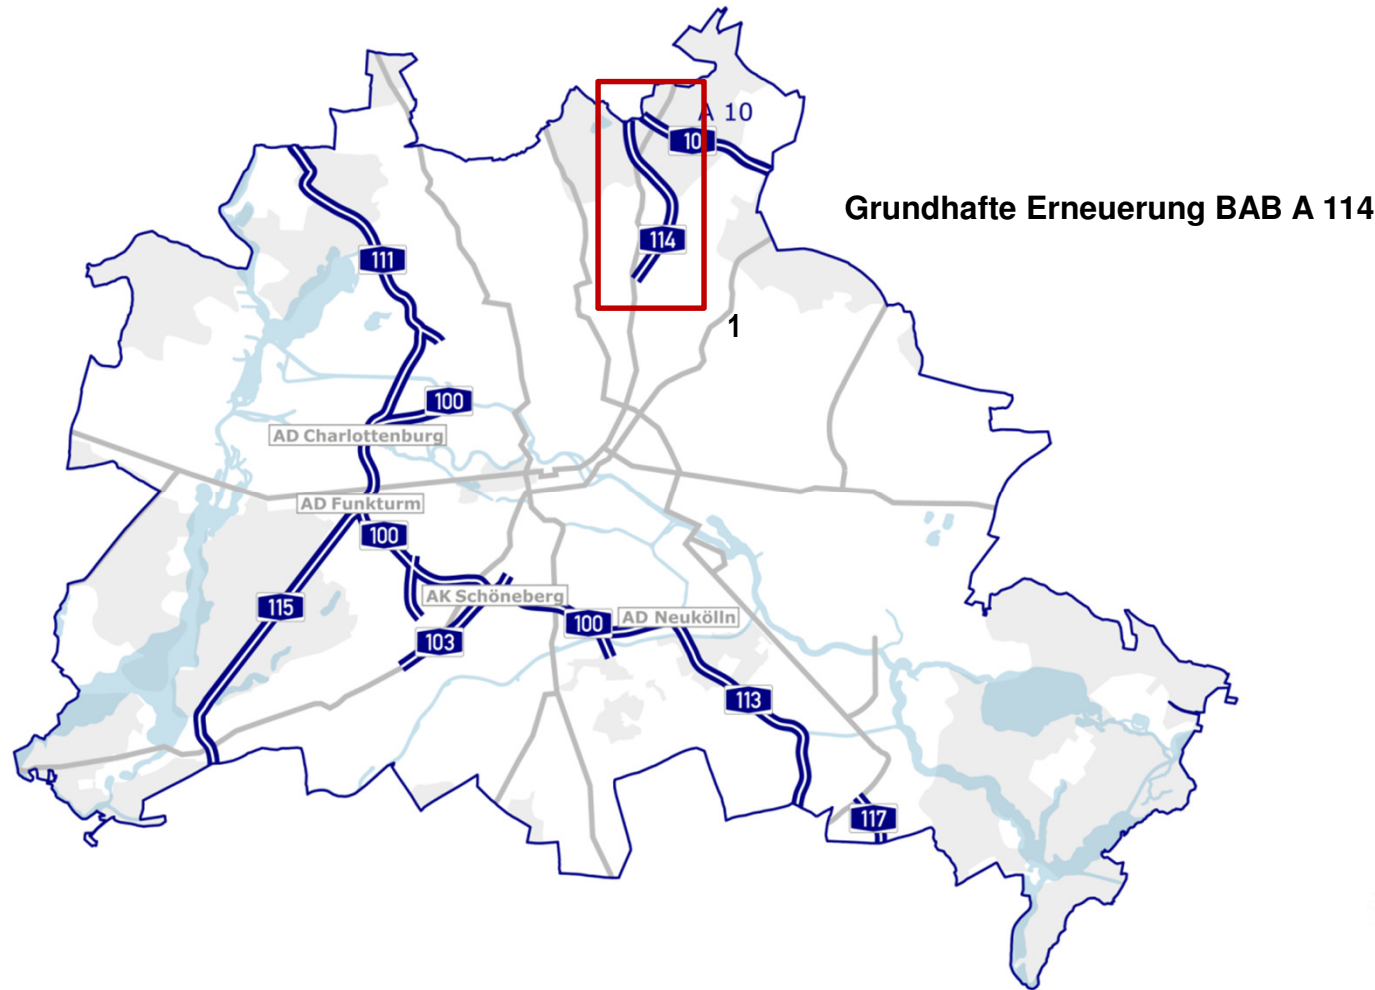 A 10
10
Grundhafte Erneuerung BAB A 114
114
111
1
100
AD Charlottenburg
AD Funkturm
100
AK Schöneberg
115
100
AD Neukölln
103
113
117